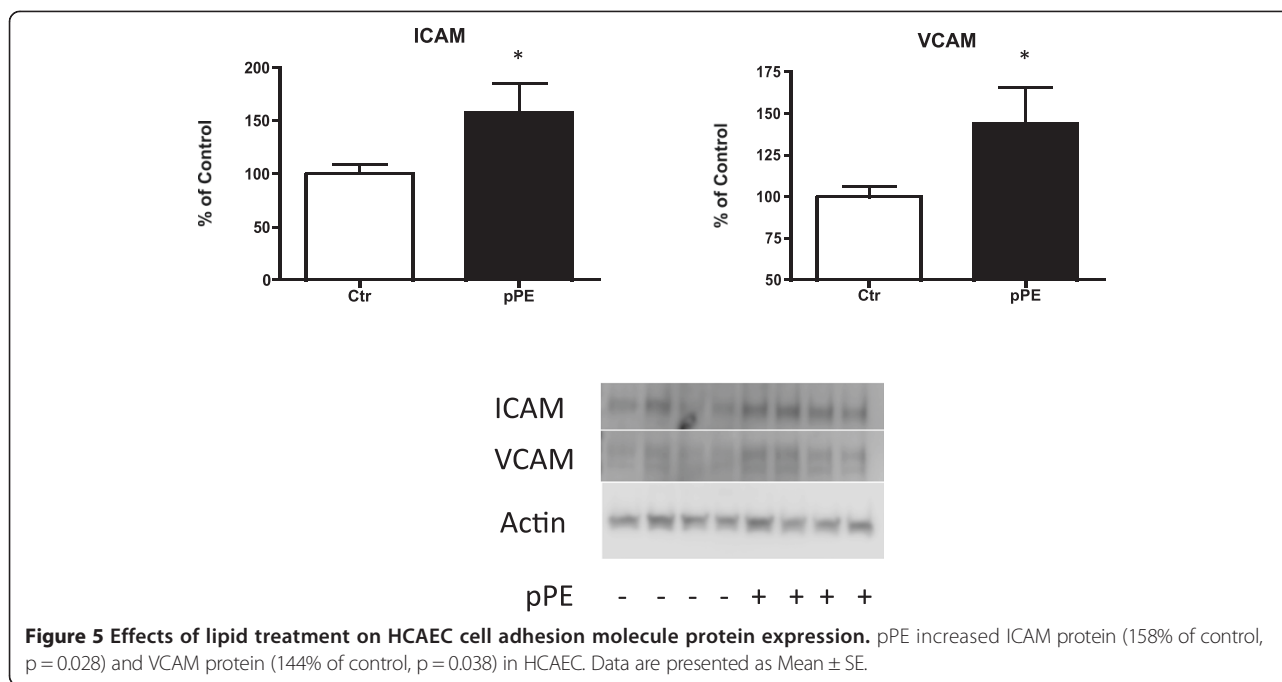 ICAM
*
200
150
100
50
0
% of Control
Ctr pPE
VCAM
*
175
150
125
100
75
50
% of Control
Ctr pPE
ICAM
VCAM
Actin
pPE - - - - + + + +
Figure 5 Effects of lipid treatment on HCAEC cell adhesion molecule protein expression. pPE increased ICAM protein (158% of control,
p = 0.028) and VCAM protein (144% of control, p = 0.038) in HCAEC. Data are presented as Mean ± SE.